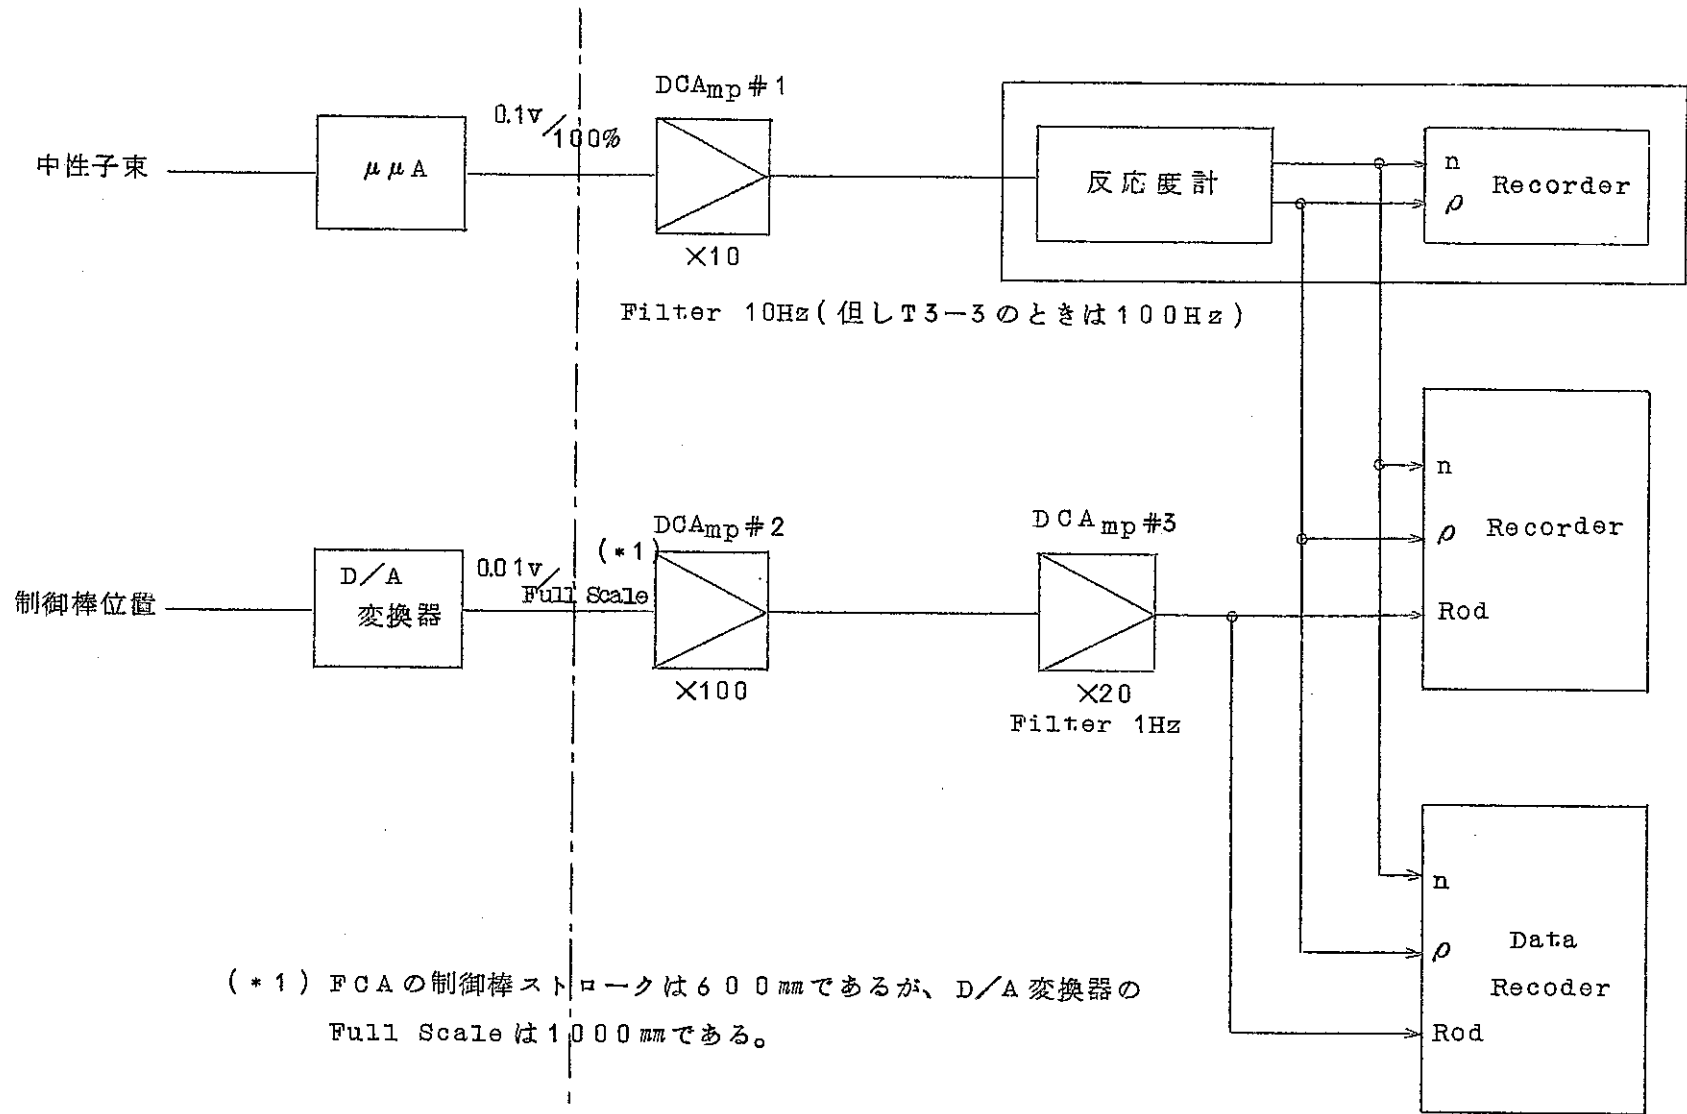 DCAmp#1
0.1v/100%
中性子束
μμA
反応度計
n
ρ
Recorder
×10
Filter 10Hz(但しT3-3のときは100Hz)
n
ρ
Recorder
Rod
DCAmp#2
DCAmp#3
(*1)
0.01v/Full Scale
制御棒位置
D/A
変換器
×100
×20
Filter 1Hz
n
ρ
Data
Recoder
Rod
(*1) FCAの制御棒ストロークは600㎜であるが、D/A変換器の
Full Scaleは1000㎜である。